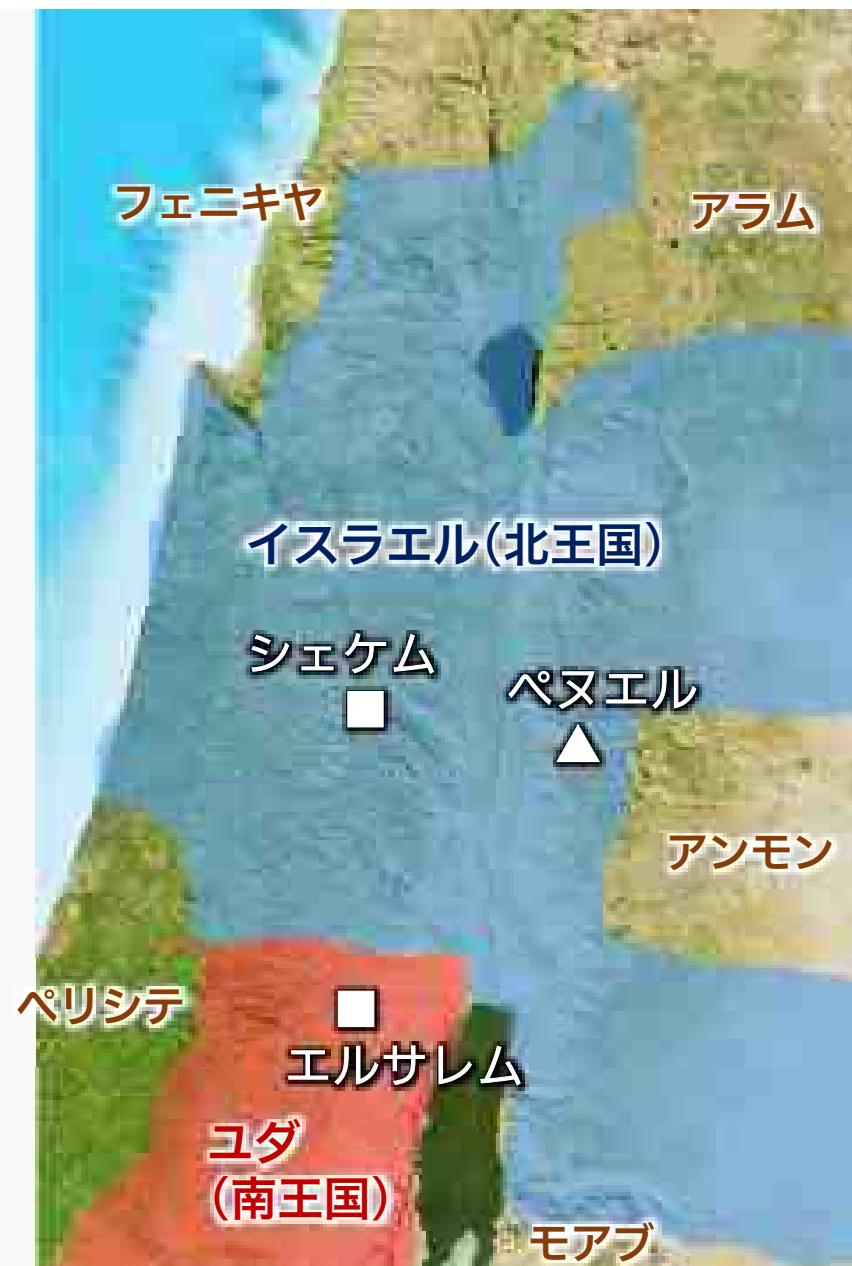 フェニキヤ
アラム
イスラエル(北王国)
シェケム
ペヌエル
アンモン
ペリシテ
エルサレム
ユダ
(南王国)
モアブ